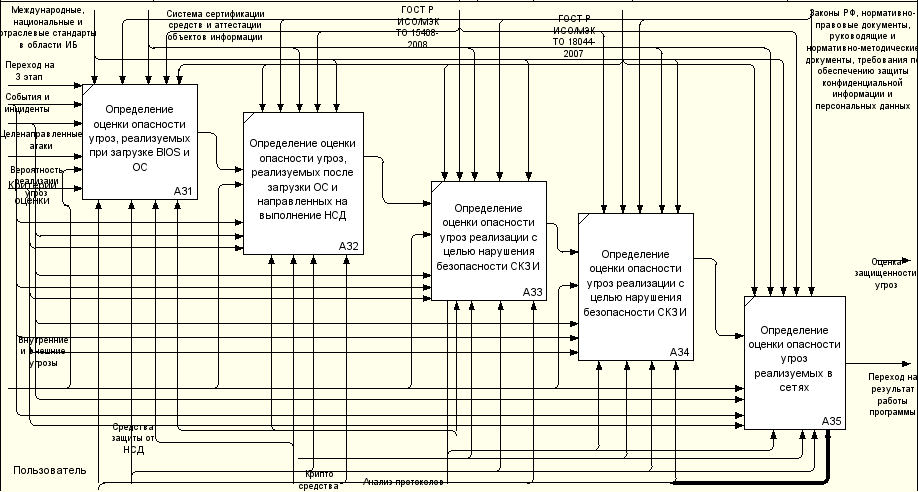 Международные,
национальные и
отраслевые стандарты
в области ИБ
Система сертификации
средств и аттестации
объектов информации
ГОСТ Р
ИСО/МЭК
ТО 15408-
2008
ГОСТ Р
ИСО/МЭК
ТО 18044-
2007
Законы РФ, нормативно-
правовые документы,
руководящие и
нормативно-методические
документы, требования по
обеспечению защиты
конфиденциальной
информации и
персональных данных
Переход на
3 этап
События и
инциденты
Целенаправленные
атаки
Вероятность
реализации
угроз
Критерии
оценки
Определение
оценки опасности
угроз, реализуемых
при загрузке BIOS и
ОС
А31
Определение оценки
опасности угроз,
реализуемых после
загрузки ОС и
направленных на
выполнение НСД
А32
Определение
оценки опасности
угроз реализации с
целью нарушения
безопасности СКЗИ
А33
Определение
оценки опасности
угроз реализации с
целью нарушения
безопасности СКЗИ
А34
Определение
оценки опасности
угроз
реализуемых в
сетях
А35
Оценка
защищенности
угроз
Переход на
результат
работы
программы
Внутренние
и внешние
угрозы
Средства
защиты от
НСД
Пользователь
Крипто
средства
Анализ протоколов